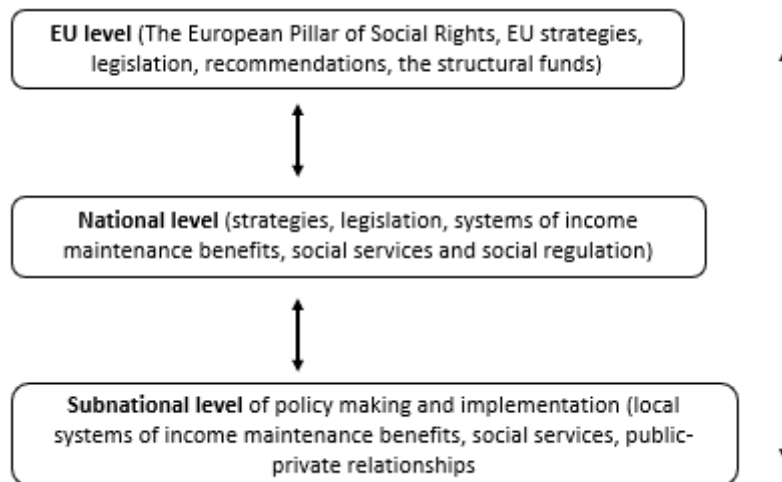 EU level (The European Pillar of Social Rights, EU strategies,
legislation, recommendations, the structural funds)
National level (strategies, legislation, systems of income
maintenance benefits, social services and social regulation)
Subnational level of policy making and implementation (local
systems of income maintenance benefits, social services, public-
private relationships